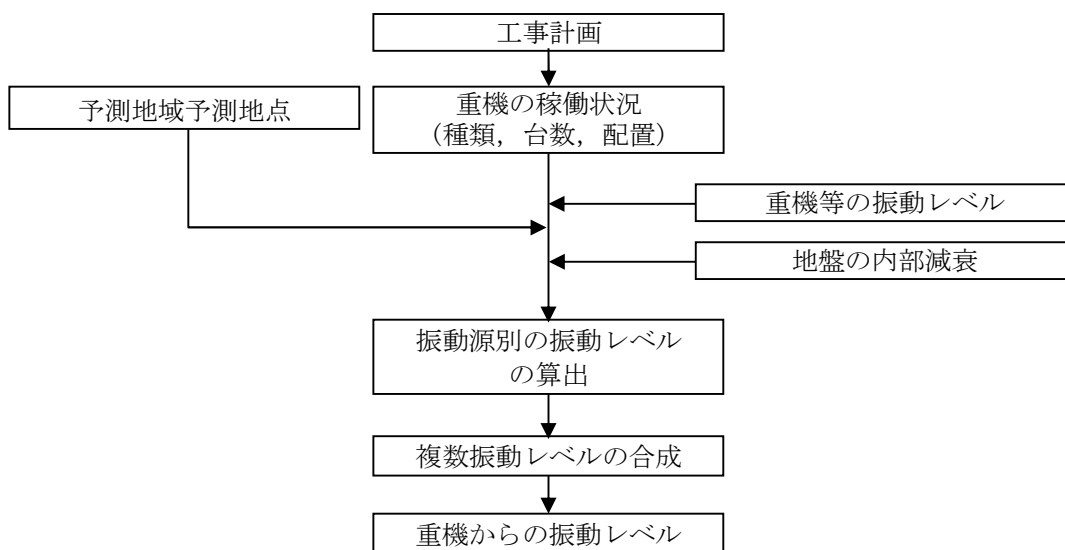 工事計画
予測地域予測地点
重機の稼働状況
（種類，台数，配置）
重機等の振動レベル
地盤の内部減衰
振動源別の振動レベル
の算出
複数振動レベルの合成
重機からの振動レベル